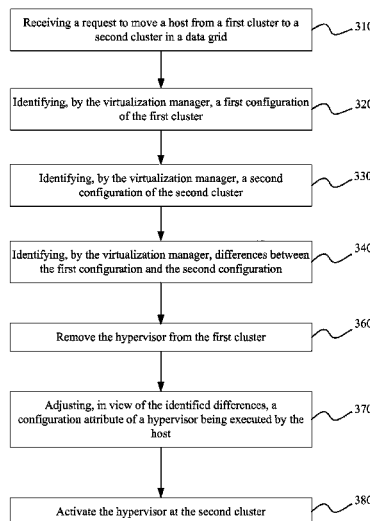 Receiving a request to move a host from a first cluster to a
second cluster in a data grid
310
Identifying, by the virtualization manager, a first configuration
of the first cluster
320
Identifying, by the virtualization manager, a second
configuration of the second cluster
330
Identifying, by the virtualization manager, differences between
the first configuration and the second configuration
340
Remove the hypervisor from the first cluster
360
Adjusting, in view of the identified differences, a
configuration attribute of a hypervisor being executed by the
host
370
Activate the hypervisor at the second cluster
380